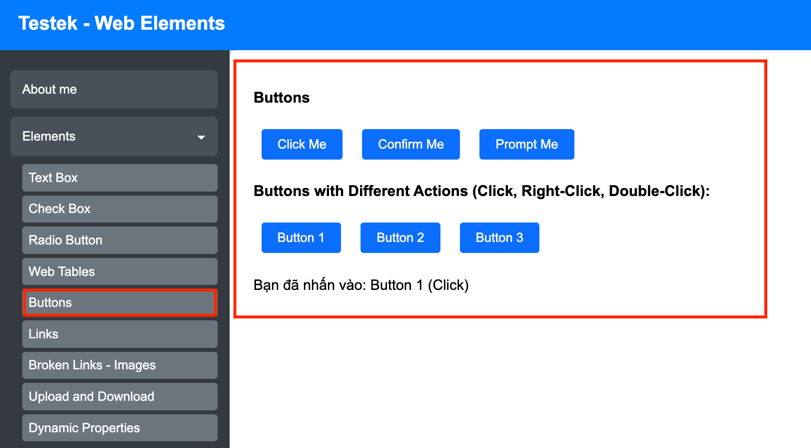 Testek - Web Elements
About me
Elements
Text Box
Check Box
Radio Button
Web Tables
Buttons
Links
Broken Links - Images
Upload and Download
Dynamic Properties
Buttons
Click Me Confirm Me Prompt Me
Buttons with Different Actions (Click, Right-Click, Double-Click):
Button 1 Button 2 Button 3
Bạn đã nhấn vào: Button 1 (Click)